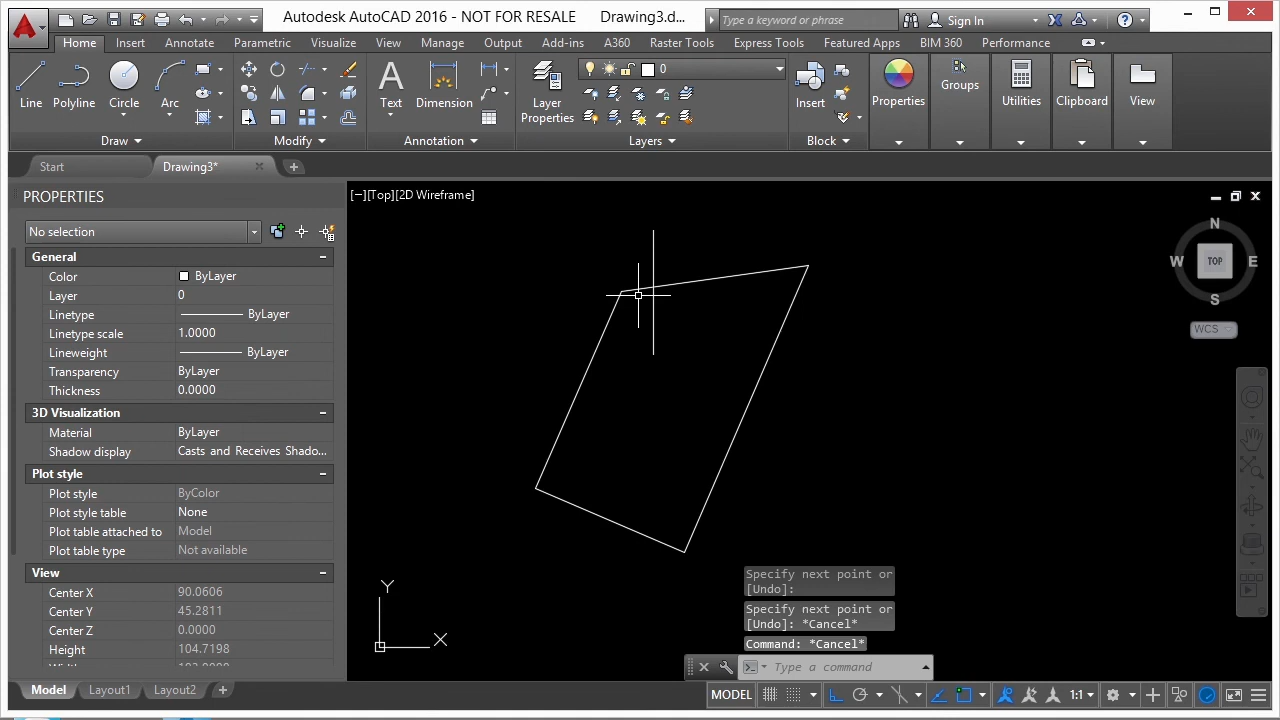 Autodesk AutoCAD 2016 - NOT FOR RESALE Drawing3.d... Type a keyword or phrase Sign In
Home Insert Annotate Parametric Visualize View Manage Output Add-ins A360 Raster Tools Express Tools Featured Apps BIM 360 Performance
Line Polyline Circle Arc Text Dimension Layer Properties 0 Insert Properties Groups Utilities Clipboard View
Draw Modify Annotation Layers Block
Start Drawing3*
PROPERTIES
[−][Top][2D Wireframe]
No selection
General
Color ByLayer
Layer 0
Linetype ByLayer
Linetype scale 1.0000
Lineweight ByLayer
Transparency ByLayer
Thickness 0.0000
3D Visualization
Material ByLayer
Shadow display Casts and Receives Shado...
Plot style
Plot style ByColor
Plot style table None
Plot table attached to Model
Plot table type Not available
View
Center X 90.0606
Center Y 45.2811
Center Z 0.0000
Height 104.7198
N
W TOP E
S
WCS
Y
X
Specify next point or
[Undo]:
Specify next point or
[Undo]: *Cancel*
Command: *Cancel*
Type a command
Model Layout1 Layout2 +
MODEL 1:1